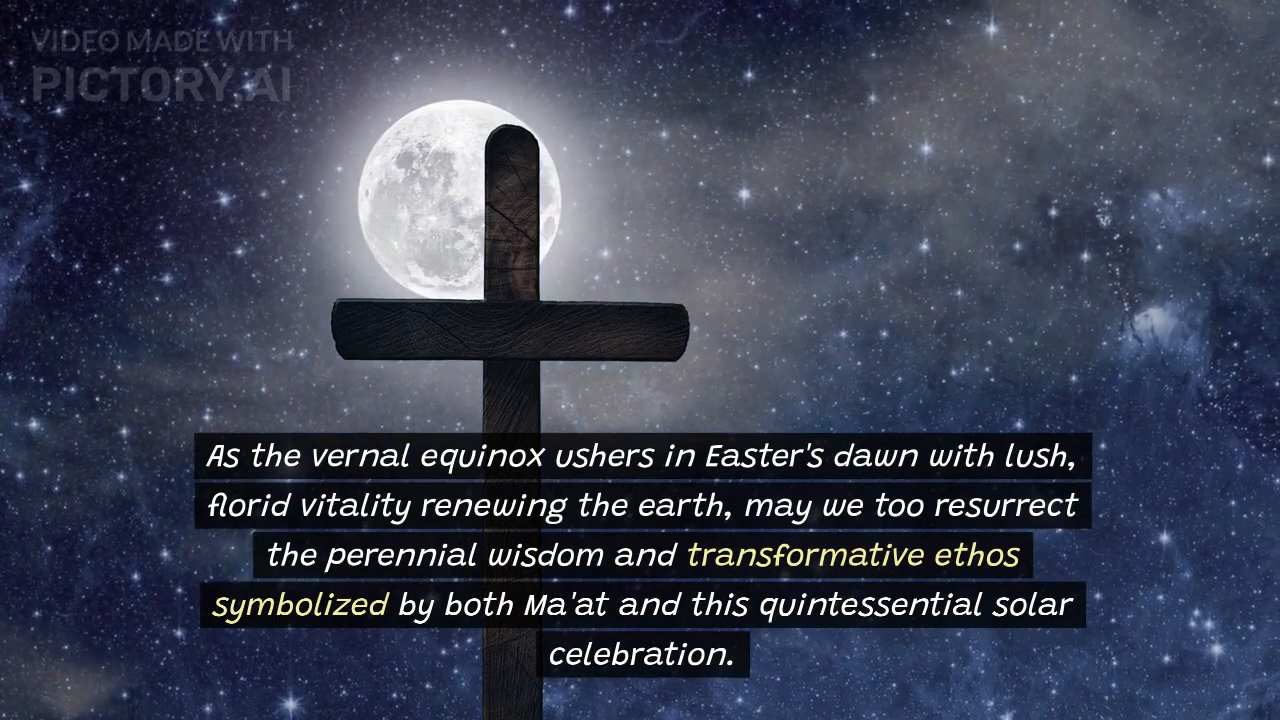 VIDEO MADE WITH
PICTORY.AI
As the vernal equinox ushers in Easter's dawn with lush,
florid vitality renewing the earth, may we too resurrect
the perennial wisdom and transformative ethos
symbolized by both Ma'at and this quintessential solar
celebration.